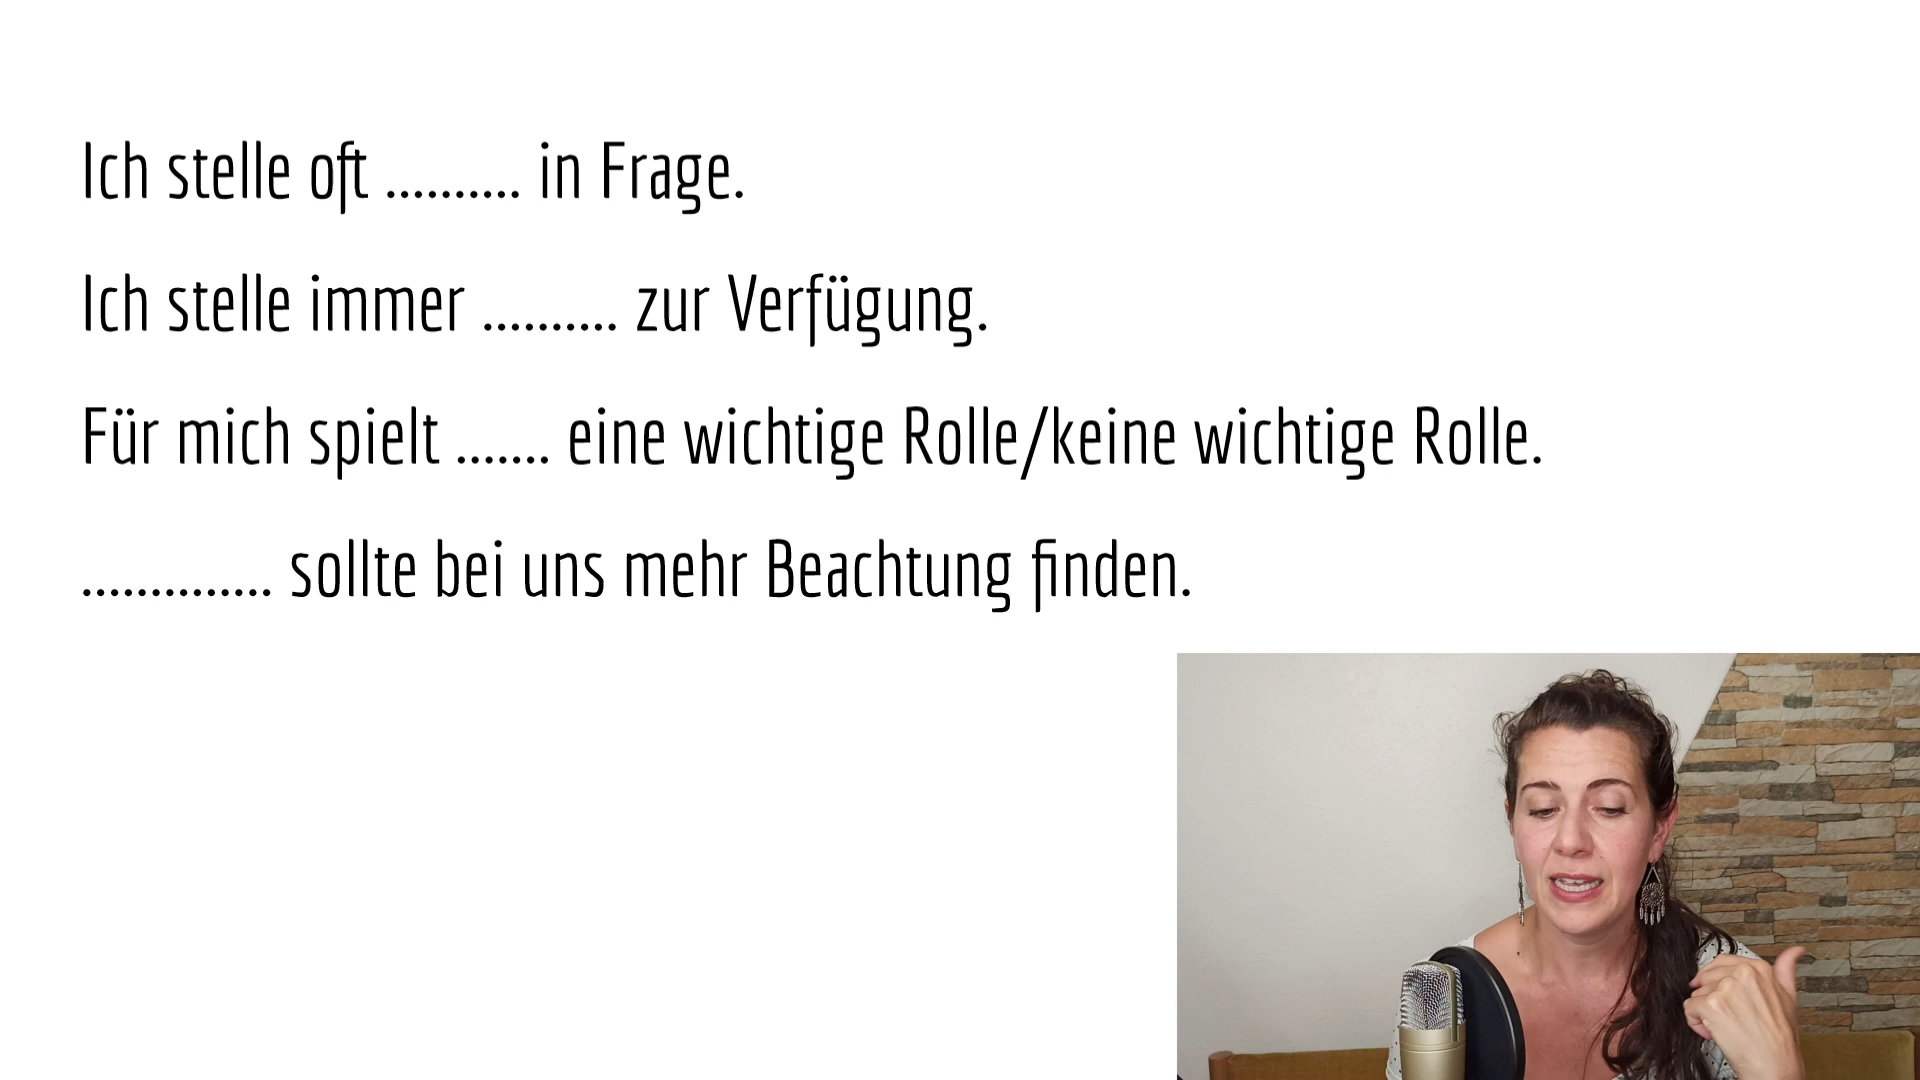 Ich stelle oft .......... in Frage.
Ich stelle immer .......... zur Verfügung.
Für mich spielt ....... eine wichtige Rolle/keine wichtige Rolle.
.............. sollte bei uns mehr Beachtung finden.